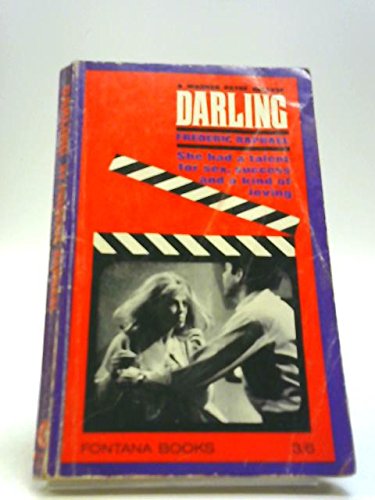 A WARNER PATHE RELEASE
DARLING
FREDERIC RAPHAEL
She had a talent
for sex, success
and a kind of
loving
FONTANA BOOKS 3/6